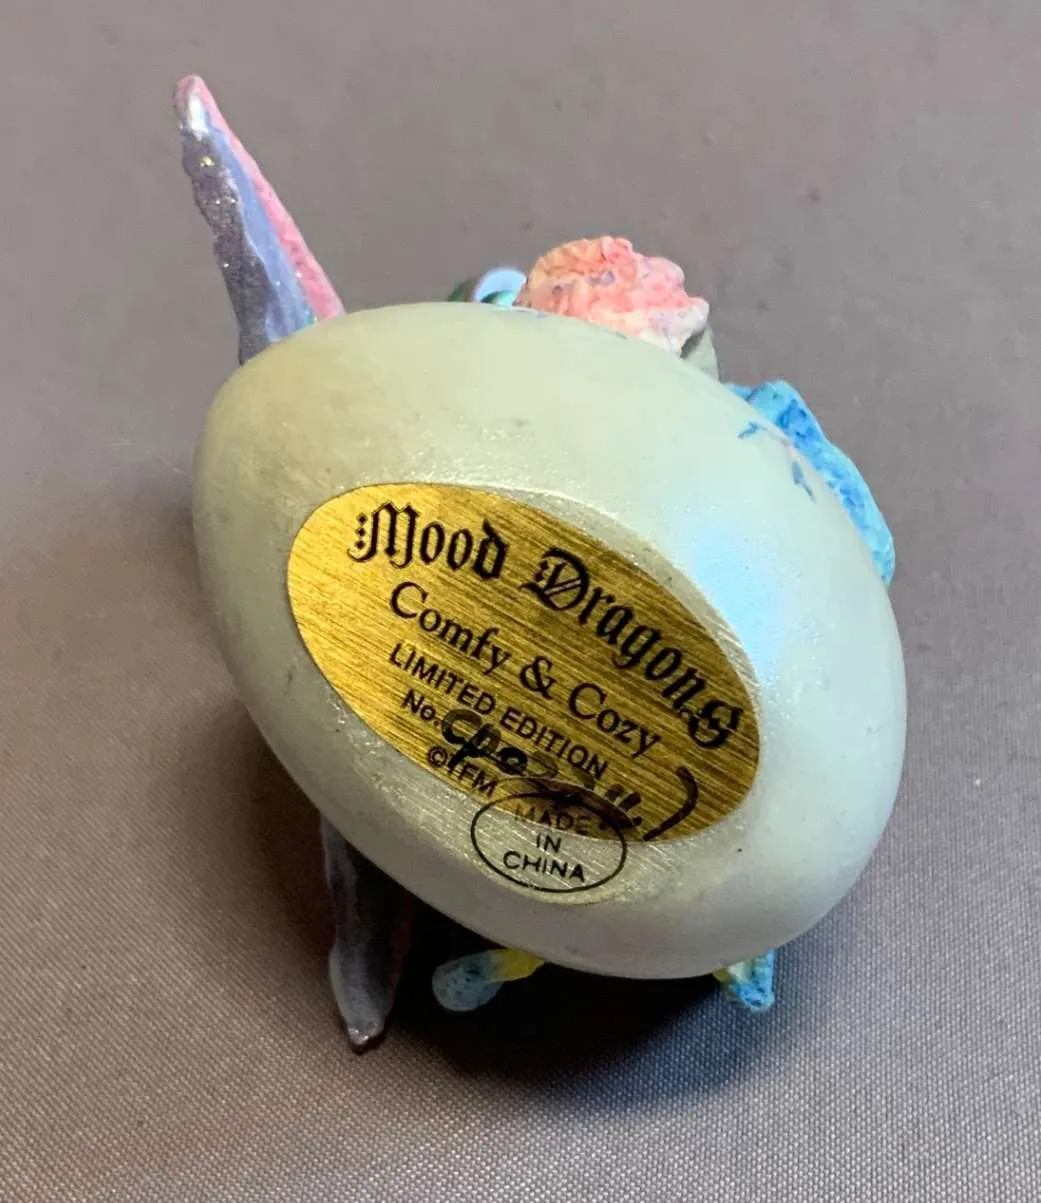 Mood Dragons
Comfy & Cozy
LIMITED EDITION
No.
©TFM
MADE
IN
CHINA